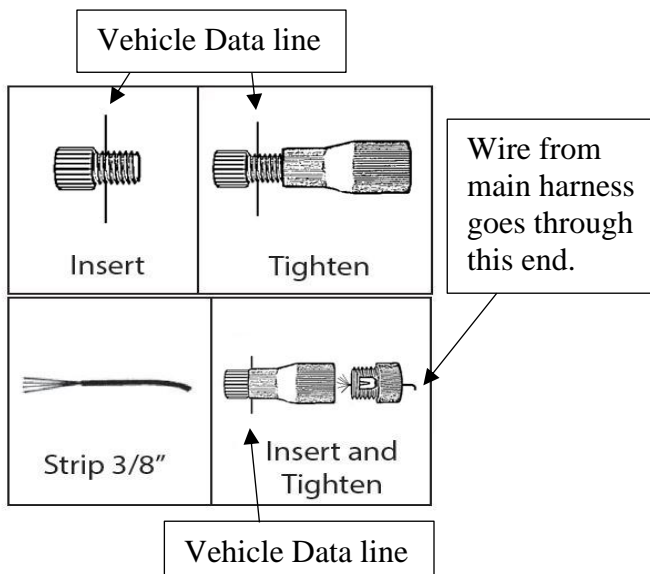 Vehicle Data line
Insert
Tighten
Wire from
main harness
goes through
this end.
Strip 3/8”
Insert and
Tighten
Vehicle Data line